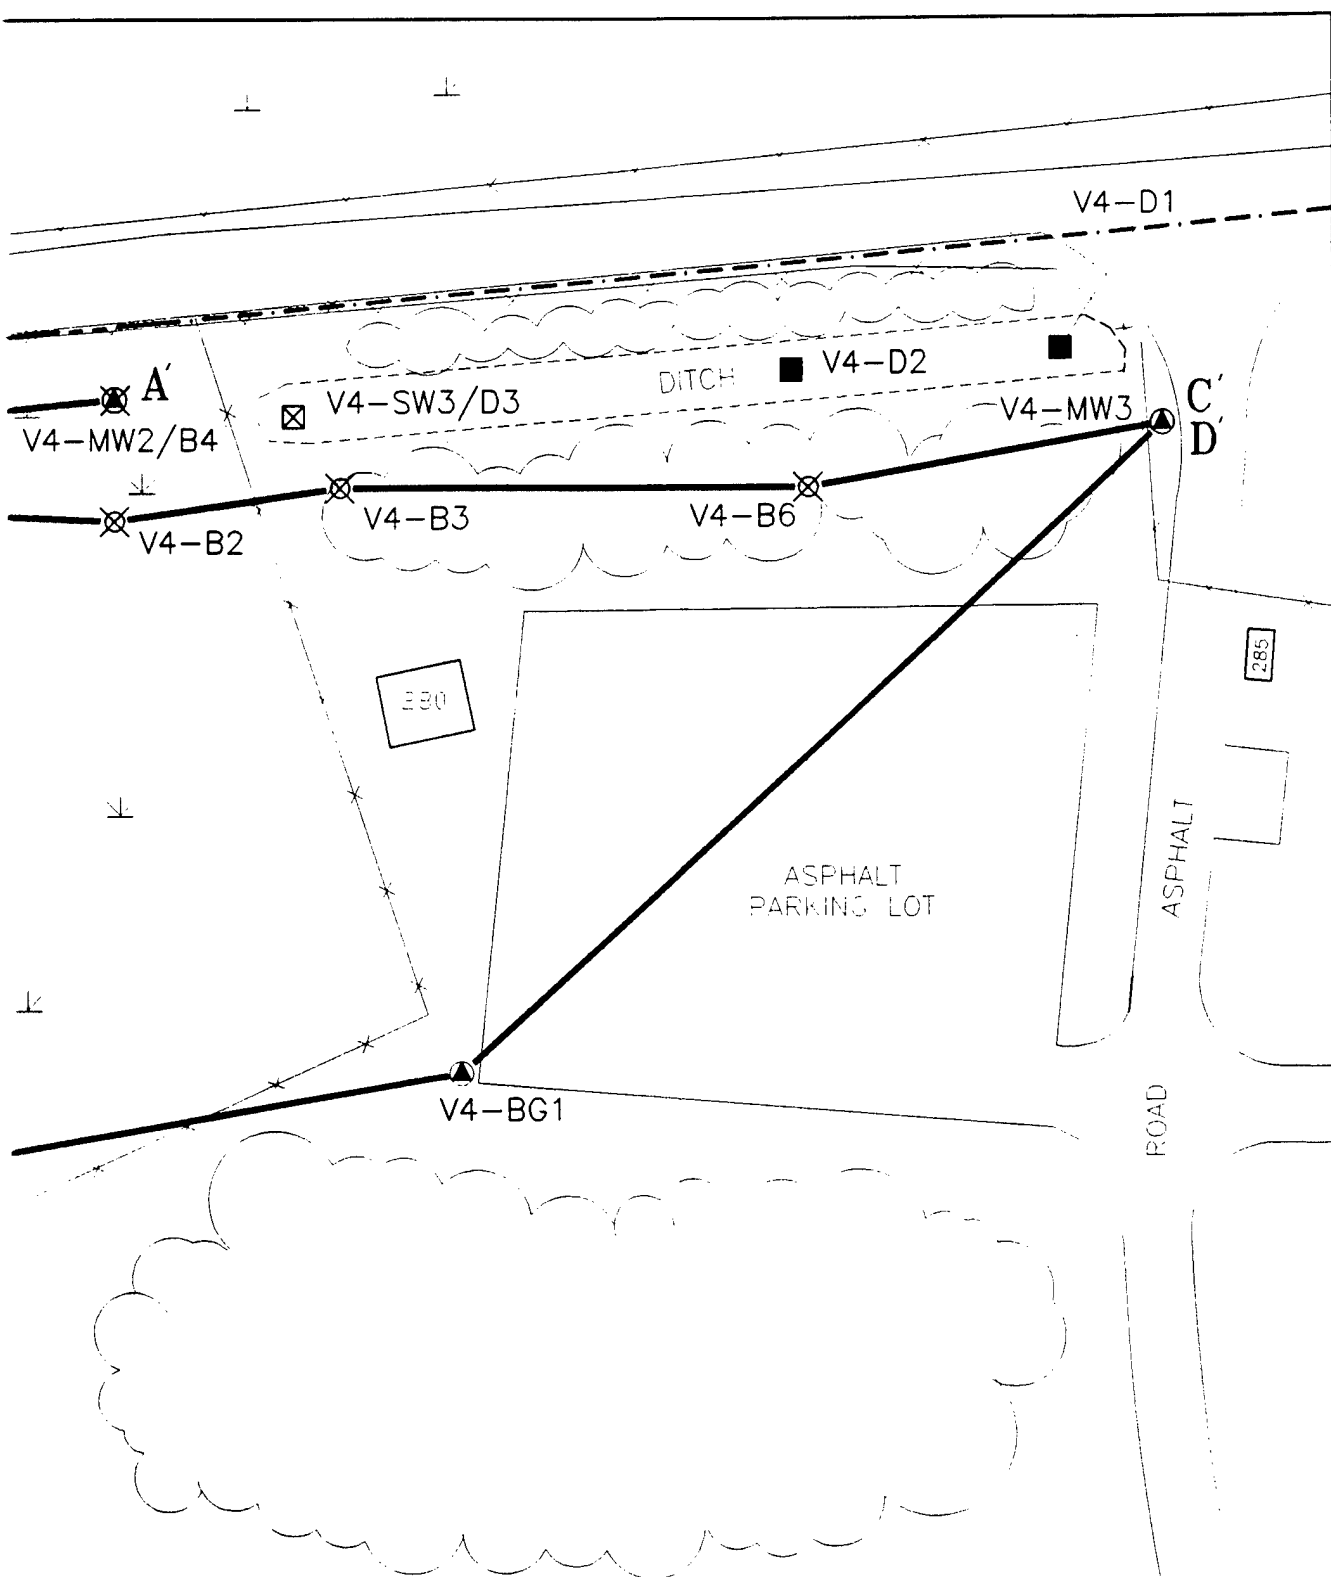 V4-D1
V4-D2
DITCH
A'
V4-SW3/D3
V4-MW3
C'
D'
V4-MW2/B4
V4-B3
V4-B6
V4-B2
285
ASPHALT
PARKING LOT
ASPHALT
ROAD
V4-BG1